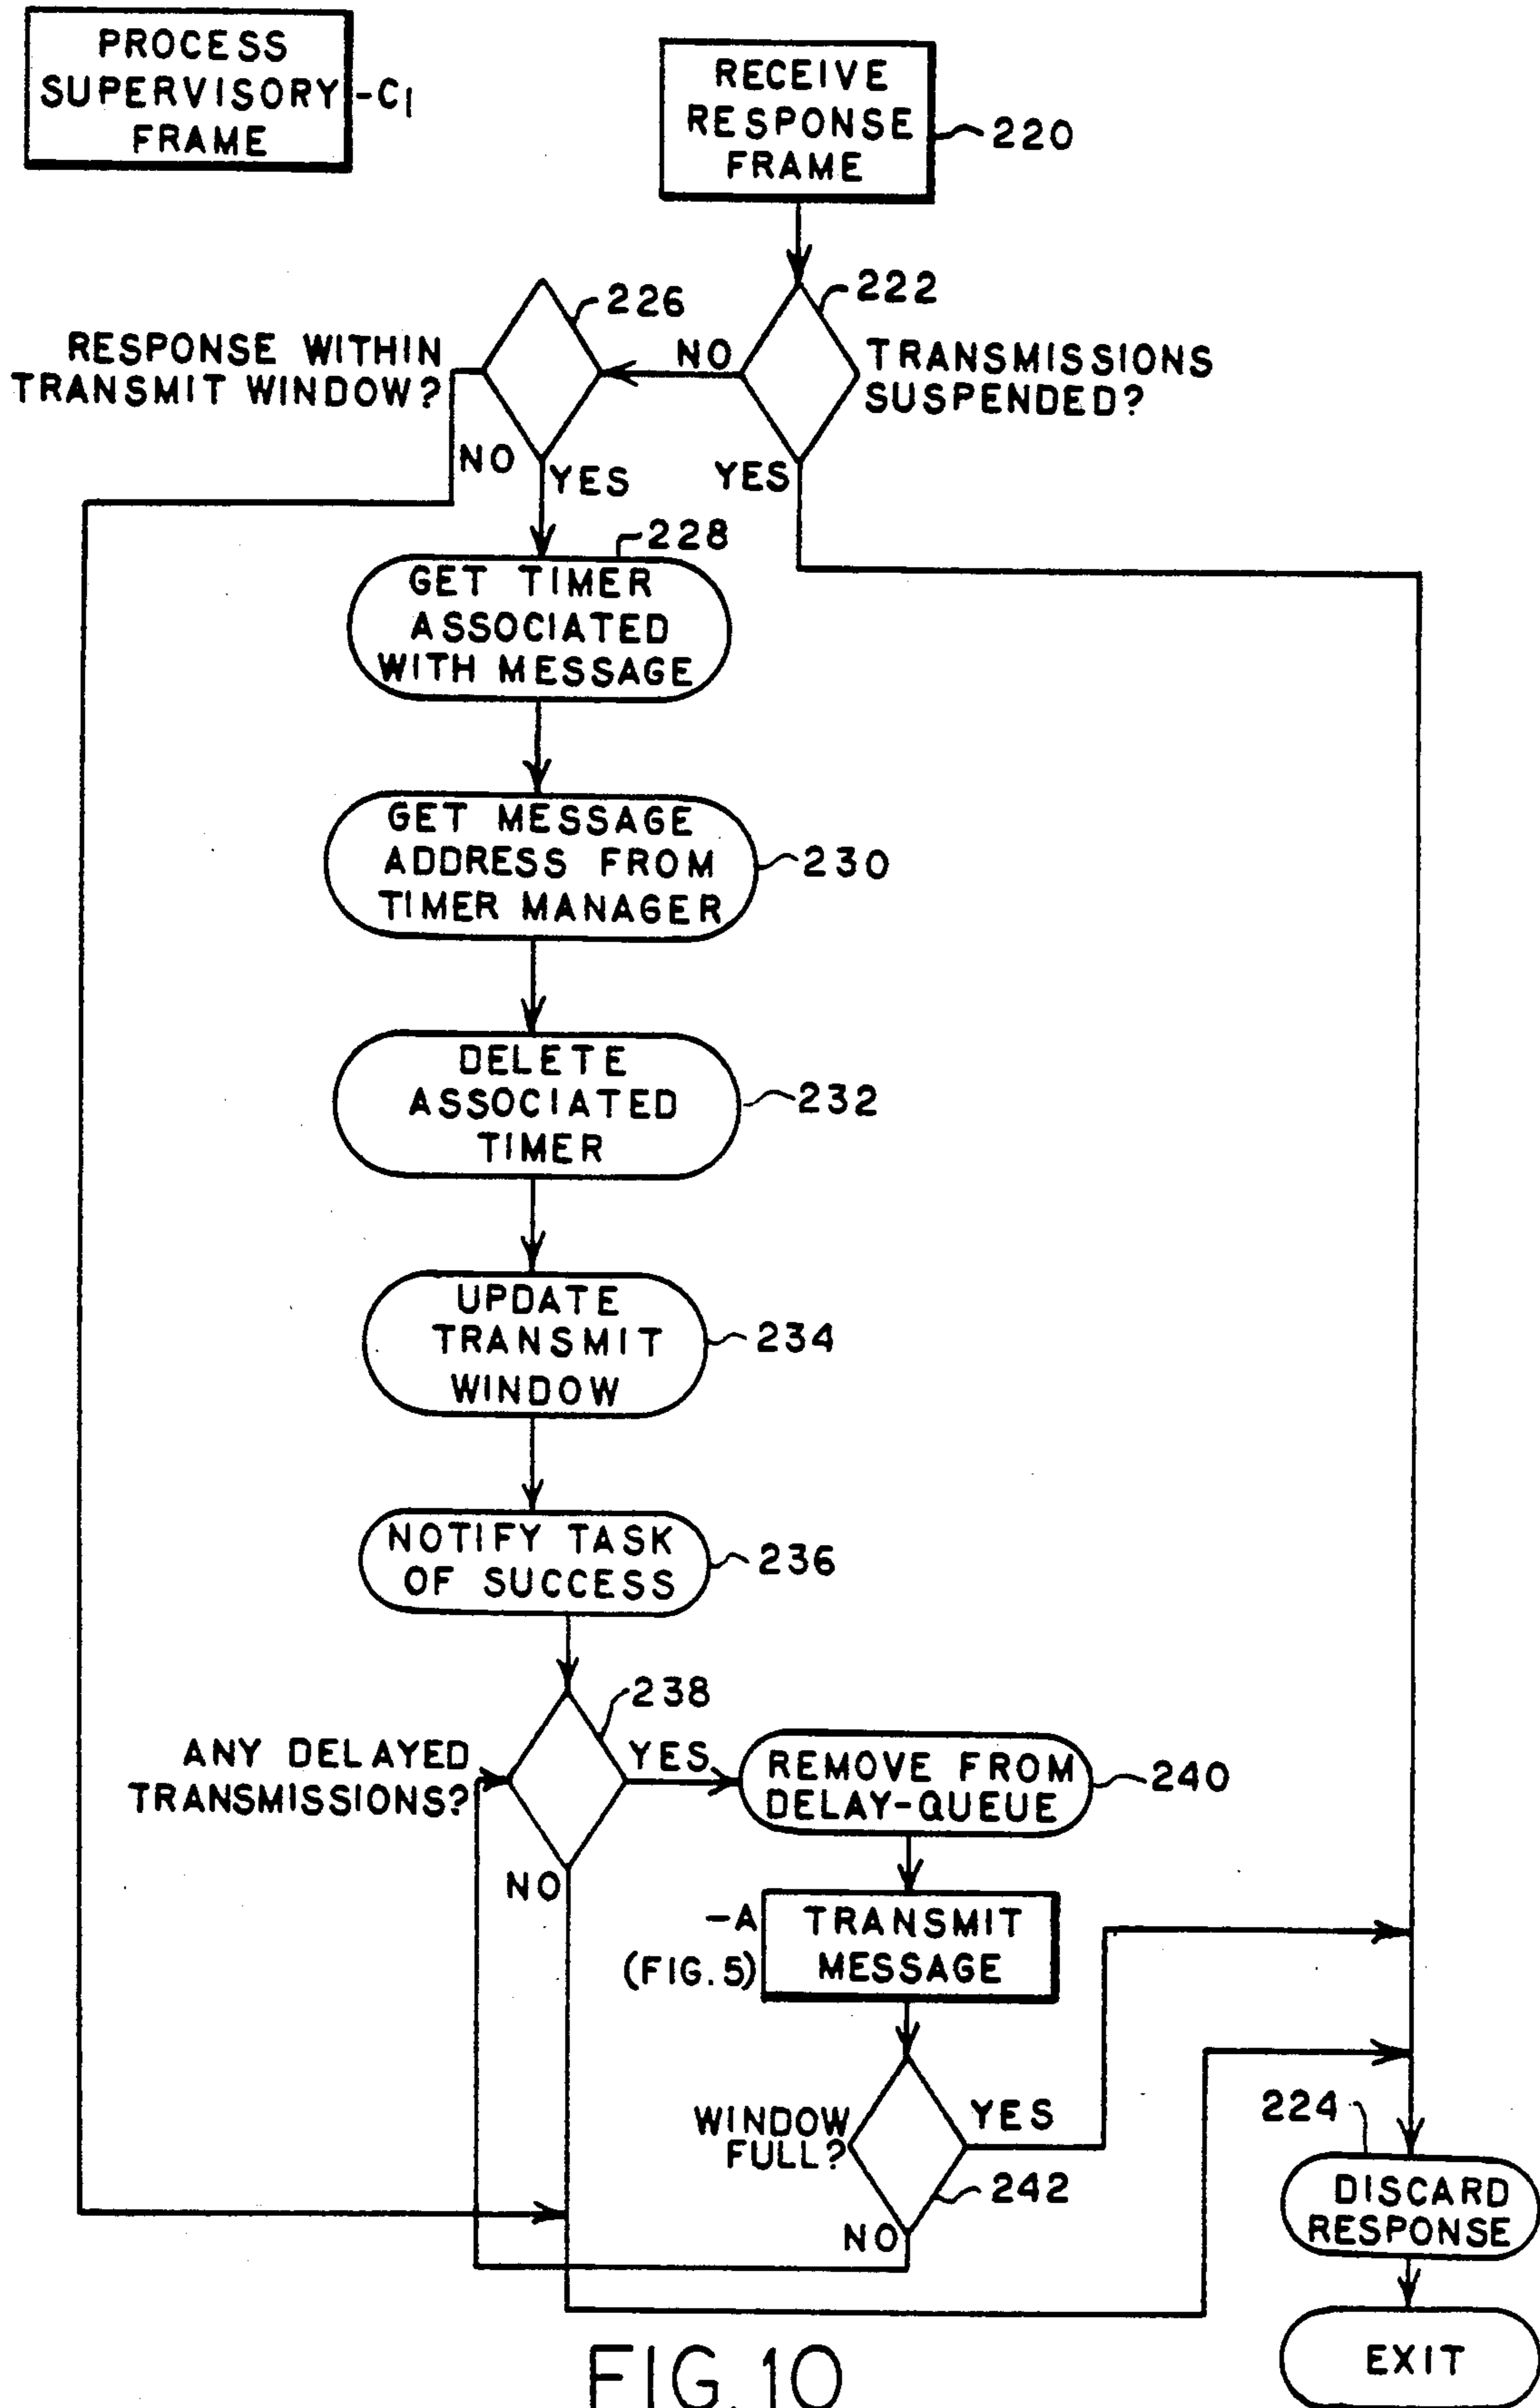 PROCESS
SUPERVISORY -C1
FRAME
RECEIVE
RESPONSE
FRAME
220
222
226
RESPONSE WITHIN
TRANSMIT WINDOW?
NO
TRANSMISSIONS
SUSPENDED?
NO
YES
YES
228
GET TIMER
ASSOCIATED
WITH MESSAGE
GET MESSAGE
ADDRESS FROM
TIMER MANAGER
230
DELETE
ASSOCIATED
TIMER
232
UPDATE
TRANSMIT
WINDOW
234
NOTIFY TASK
OF SUCCESS
236
238
ANY DELAYED
TRANSMISSIONS?
YES
REMOVE FROM
DELAY-QUEUE
240
NO
-A
(FIG. 5)
TRANSMIT
MESSAGE
WINDOW
FULL?
YES
242
NO
224
DISCARD
RESPONSE
EXIT
FIG. 10